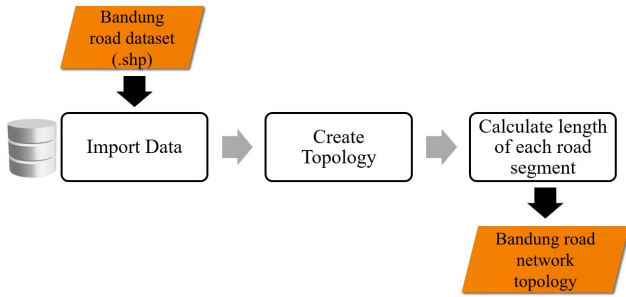 Bandung
road dataset
(.shp)
Import Data
Create
Topology
Calculate length
of each road
segment
Bandung road
network
topology